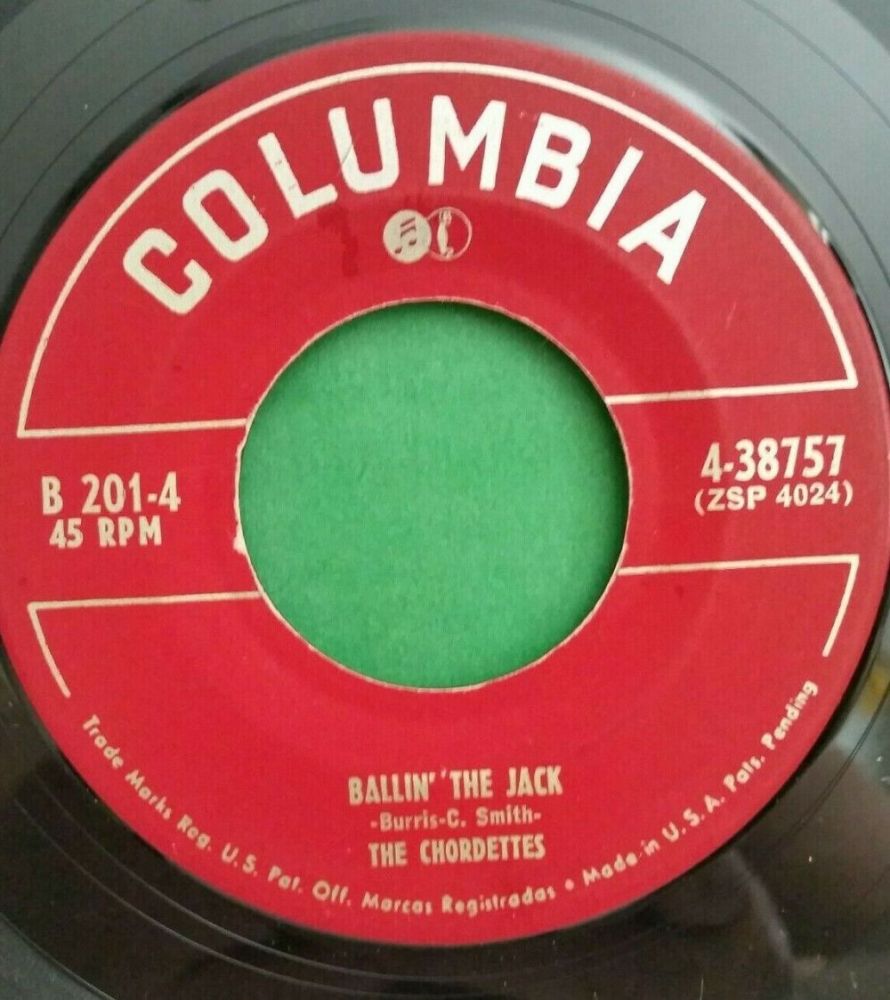 COLUMBIA
B 201-4
45 RPM
4-38757
(ZSP 4024)
BALLIN' THE JACK
-Burris-C. Smith-
THE CHORDETTES
Trade Marks Reg. U.S. Pat. Off. Marcas Registradas • Made in U.S.A. Pats. Pending